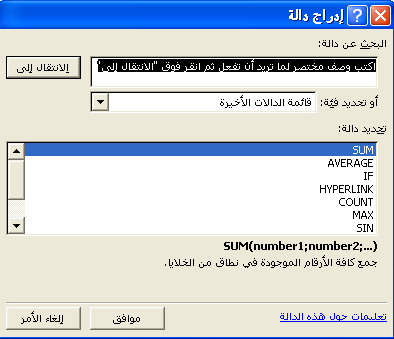 إدراج دالة
البحث عن دالة:
اكتب وصف مختصر لما تريد أن تفعل ثم انقر فوق "الانتقال إلى"
الانتقال إلى
أو تحديد فئة: قائمة الدالات الأخيرة
تحديد دالة:
SUM
AVERAGE
IF
HYPERLINK
COUNT
MAX
SIN
SUM(number1;number2;...)
جمع كافة الأرقام الموجودة في نطاق من الخلايا.
تعليمات حول هذه الدالة
موافق
إلغاء الأمر